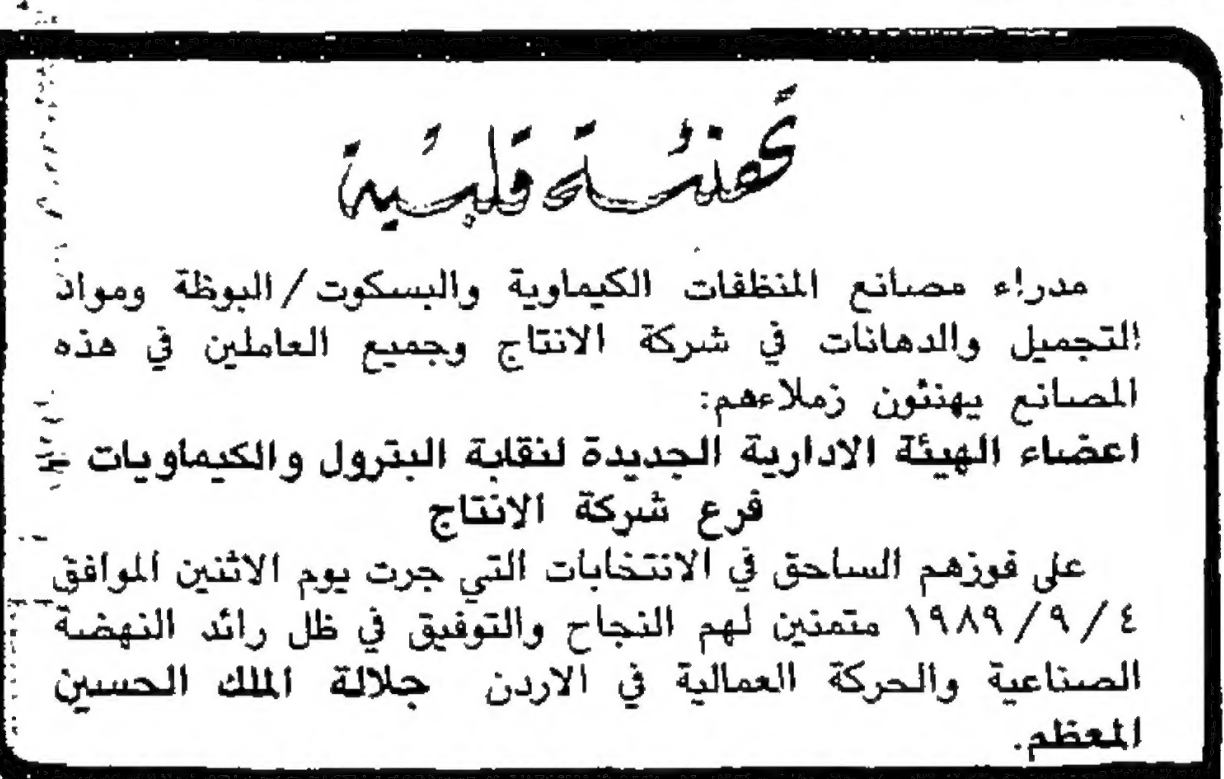 تهنئة قلبية
مدراء مصانع المنظفات الكيماوية والبسكوت/البوظة ومواد
التجميل والدهانات في شركة الانتاج وجميع العاملين في هذه
المصانع يهنئون زملاءهم:
اعضاء الهيئة الادارية الجديدة لنقابة البترول والكيماويات
فرع شركة الانتاج
على فوزهم الساحق في الانتخابات التي جرت يوم الاثنين الموافق
٤/٩/١٩٨٩ متمنين لهم النجاح والتوفيق في ظل رائد النهضة
الصناعية والحركة العمالية في الاردن جلالة الملك الحسين
المعظم.